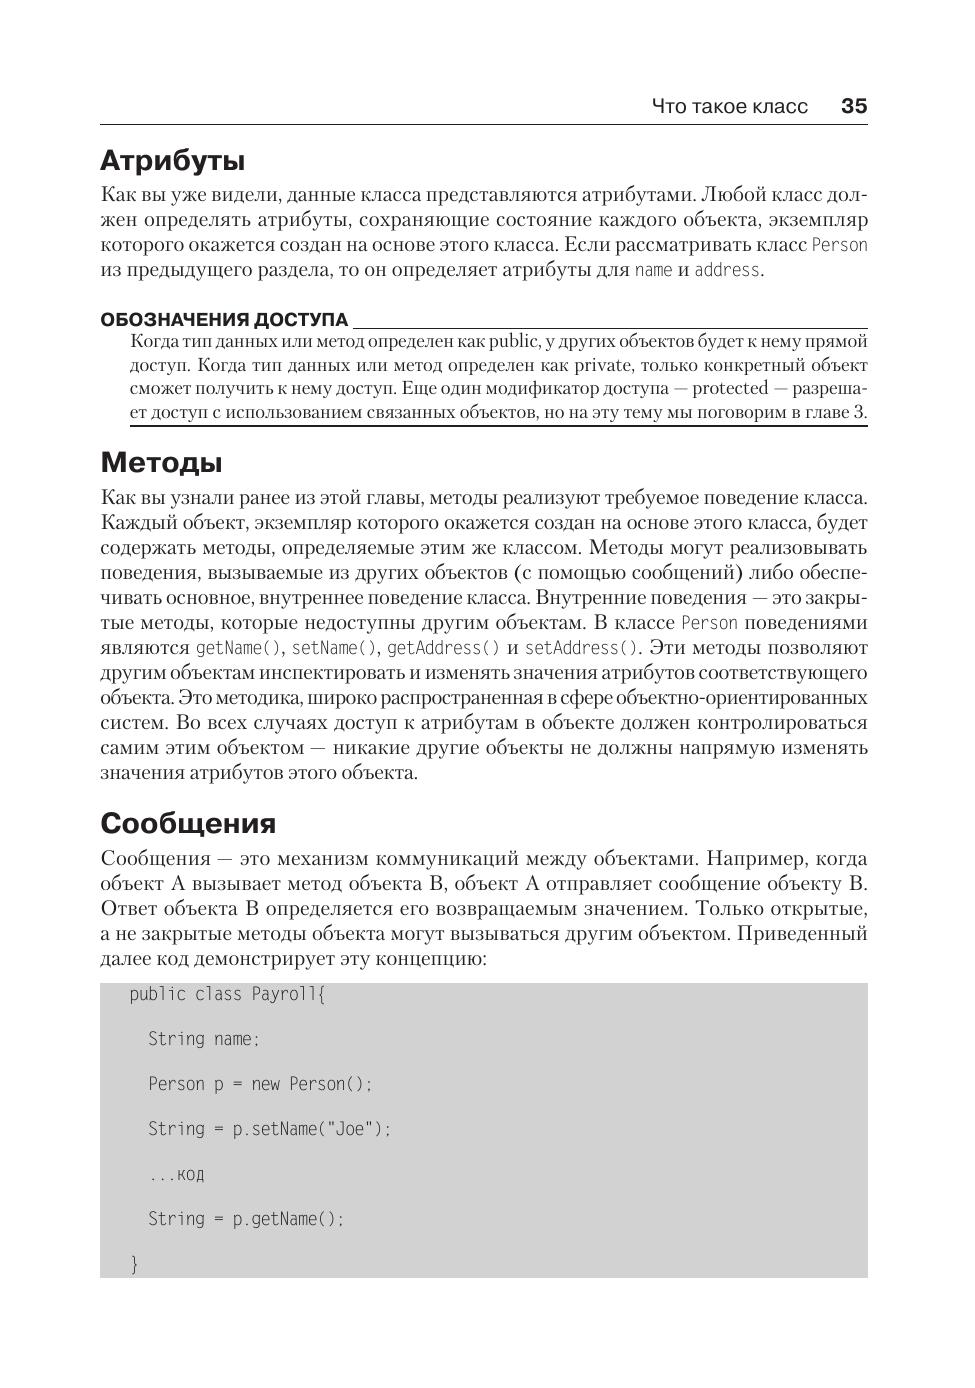 Что такое класс 35
Атрибуты
Как вы уже видели, данные класса представляются атрибутами. Любой класс дол-
жен определять атрибуты, сохраняющие состояние каждого объекта, экземпляр
которого окажется создан на основе этого класса. Если рассматривать класс Person
из предыдущего раздела, то он определяет атрибуты для name и address.
ОБОЗНАЧЕНИЯ ДОСТУПА
Когда тип данных или метод определен как public, у других объектов будет к нему прямой
доступ. Когда тип данных или метод определен как private, только конкретный объект
сможет получить к нему доступ. Еще один модификатор доступа — protected — разреша-
ет доступ с использованием связанных объектов, но на эту тему мы поговорим в главе 3.
Методы
Как вы узнали ранее из этой главы, методы реализуют требуемое поведение класса.
Каждый объект, экземпляр которого окажется создан на основе этого класса, будет
содержать методы, определяемые этим же классом. Методы могут реализовывать
поведения, вызываемые из других объектов (с помощью сообщений) либо обеспе-
чивать основное, внутреннее поведение класса. Внутренние поведения — это закры-
тые методы, которые недоступны другим объектам. В классе Person поведениями
являются getName(), setName(), getAddress() и setAddress(). Эти методы позволяют
другим объектам инспектировать и изменять значения атрибутов соответствующего
объекта. Это методика, широко распространенная в сфере объектно-ориентированных
систем. Во всех случаях доступ к атрибутам в объекте должен контролироваться
самим этим объектом — никакие другие объекты не должны напрямую изменять
значения атрибутов этого объекта.
Сообщения
Сообщения — это механизм коммуникаций между объектами. Например, когда
объект А вызывает метод объекта В, объект А отправляет сообщение объекту В.
Ответ объекта В определяется его возвращаемым значением. Только открытые,
а не закрытые методы объекта могут вызываться другим объектом. Приведенный
далее код демонстрирует эту концепцию:
public class Payroll{
String name;
Person p = new Person();
String = p.setName("Joe");
...код
String = p.getName();
}